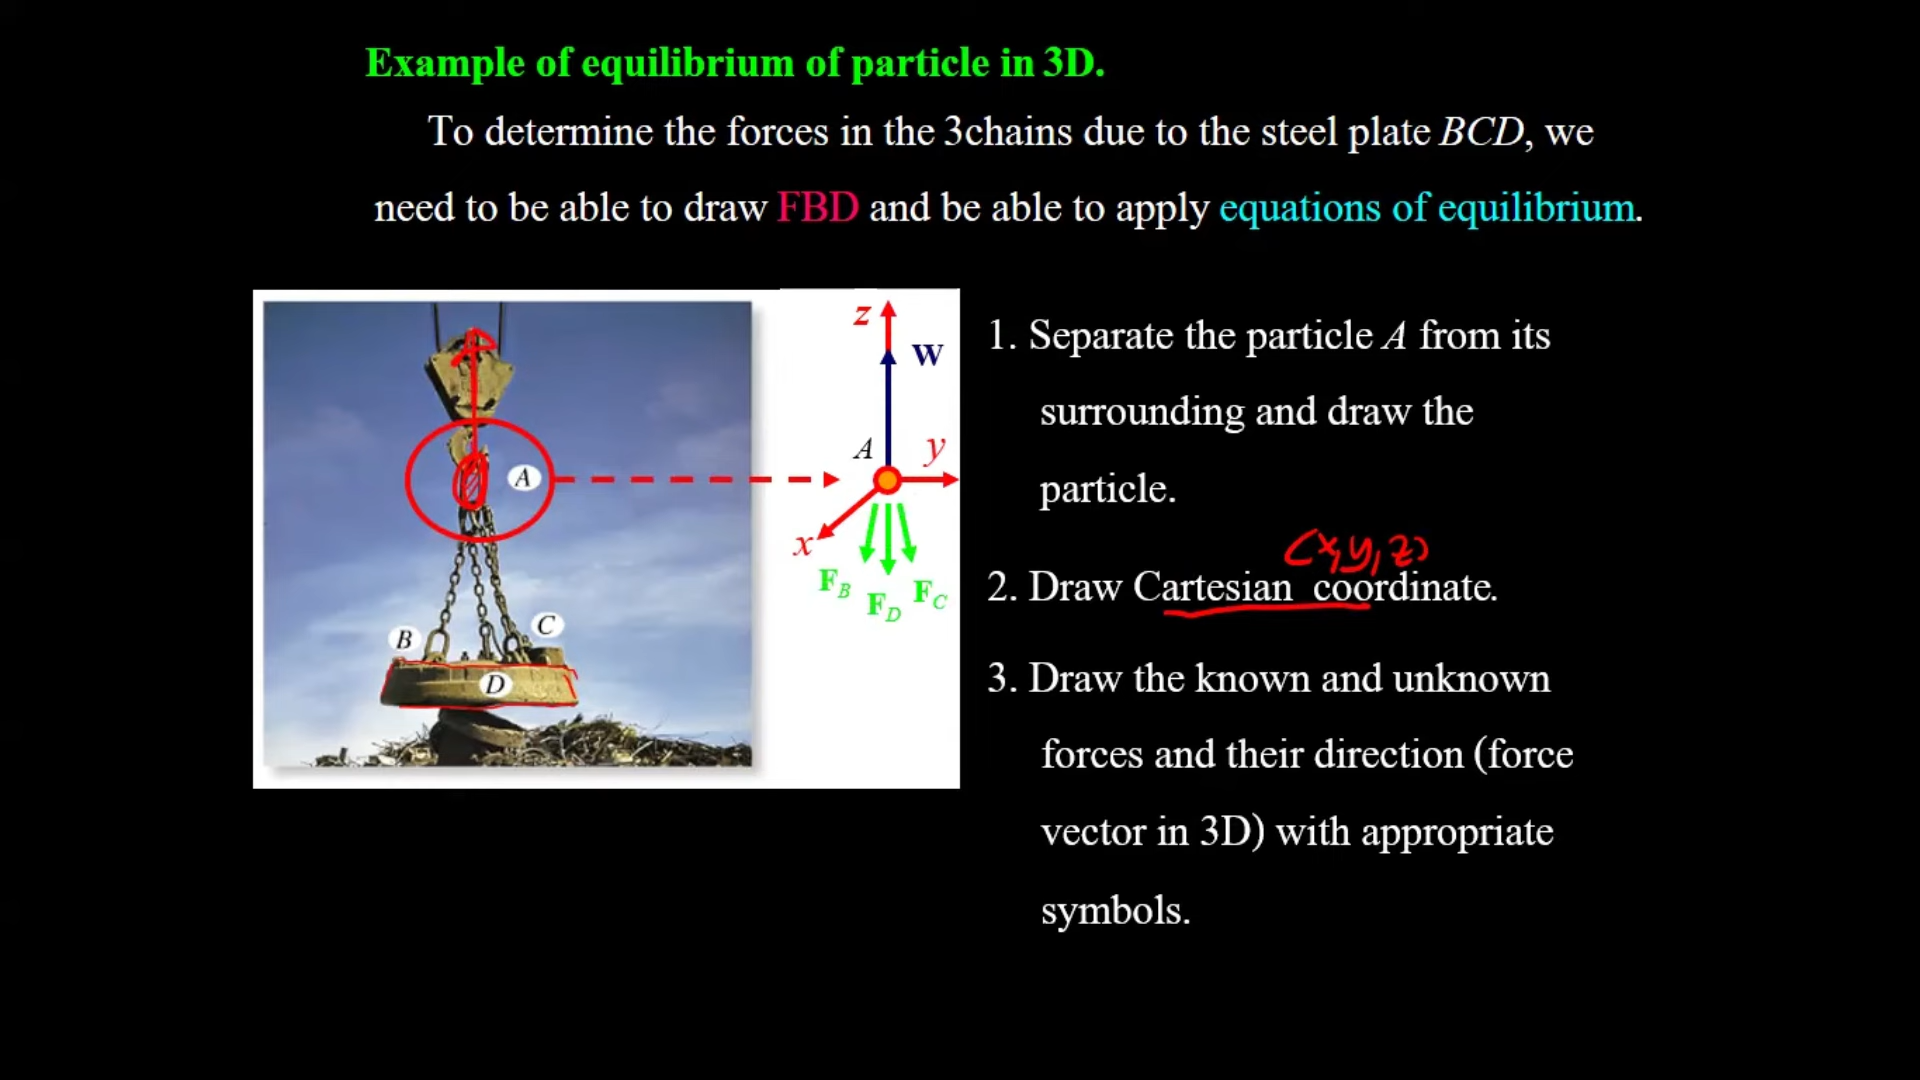 Example of equilibrium of particle in 3D.
To determine the forces in the 3chains due to the steel plate BCD, we
need to be able to draw FBD and be able to apply equations of equilibrium.
z
W
A
y
x
F_B
F_D
F_C
A
B
C
D
1. Separate the particle A from its
surrounding and draw the
particle.
(x,y,z)
2. Draw Cartesian coordinate.
3. Draw the known and unknown
forces and their direction (force
vector in 3D) with appropriate
symbols.